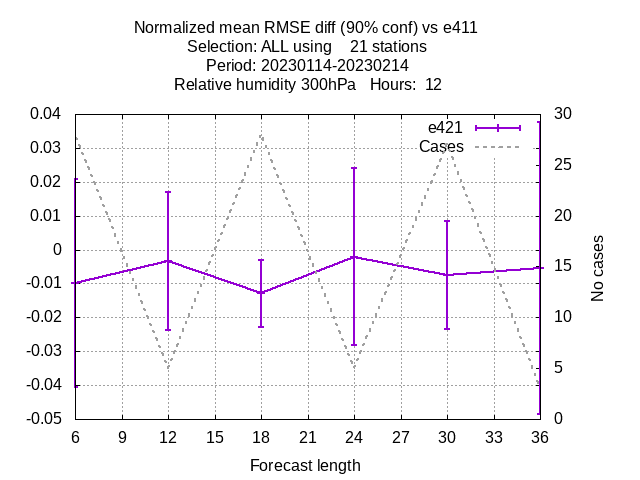 Normalized mean RMSE diff (90% conf) vs e411
Selection: ALL using    21 stations
Period: 20230114-20230214
Relative humidity 300hPa   Hours:  12
e421
Cases
0.04
0.03
0.02
0.01
0
-0.01
-0.02
-0.03
-0.04
-0.05
30
25
20
15
10
5
0
No cases
6 9 12 15 18 21 24 27 30 33 36
Forecast length